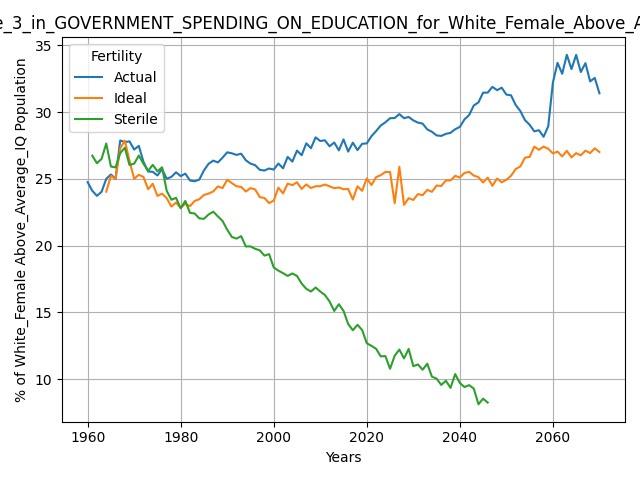 e_3_in_GOVERNMENT_SPENDING_ON_EDUCATION_for_White_Female_Above_A
Fertility
Actual
Ideal
Sterile
% of White_Female Above_Average_IQ Population
35
30
25
20
15
10
1960
1980
2000
2020
2040
2060
Years